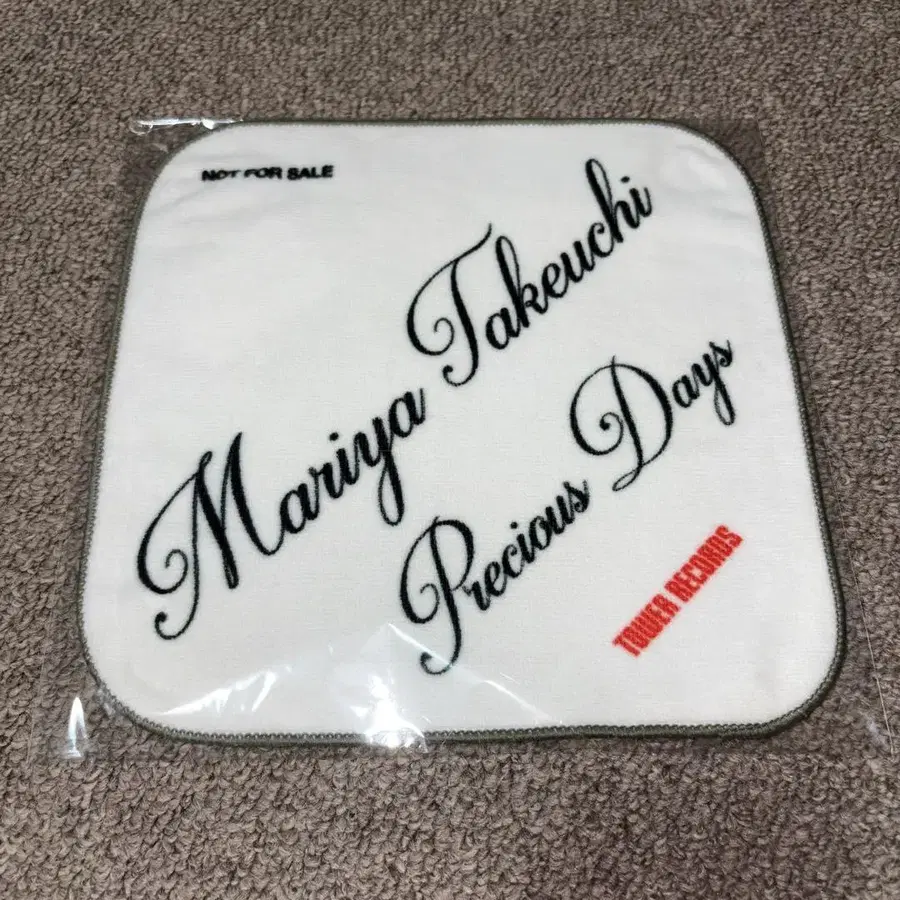 NOT FOR SALE
Mariya Takeuchi
Precious Days
TOWER RECORDS